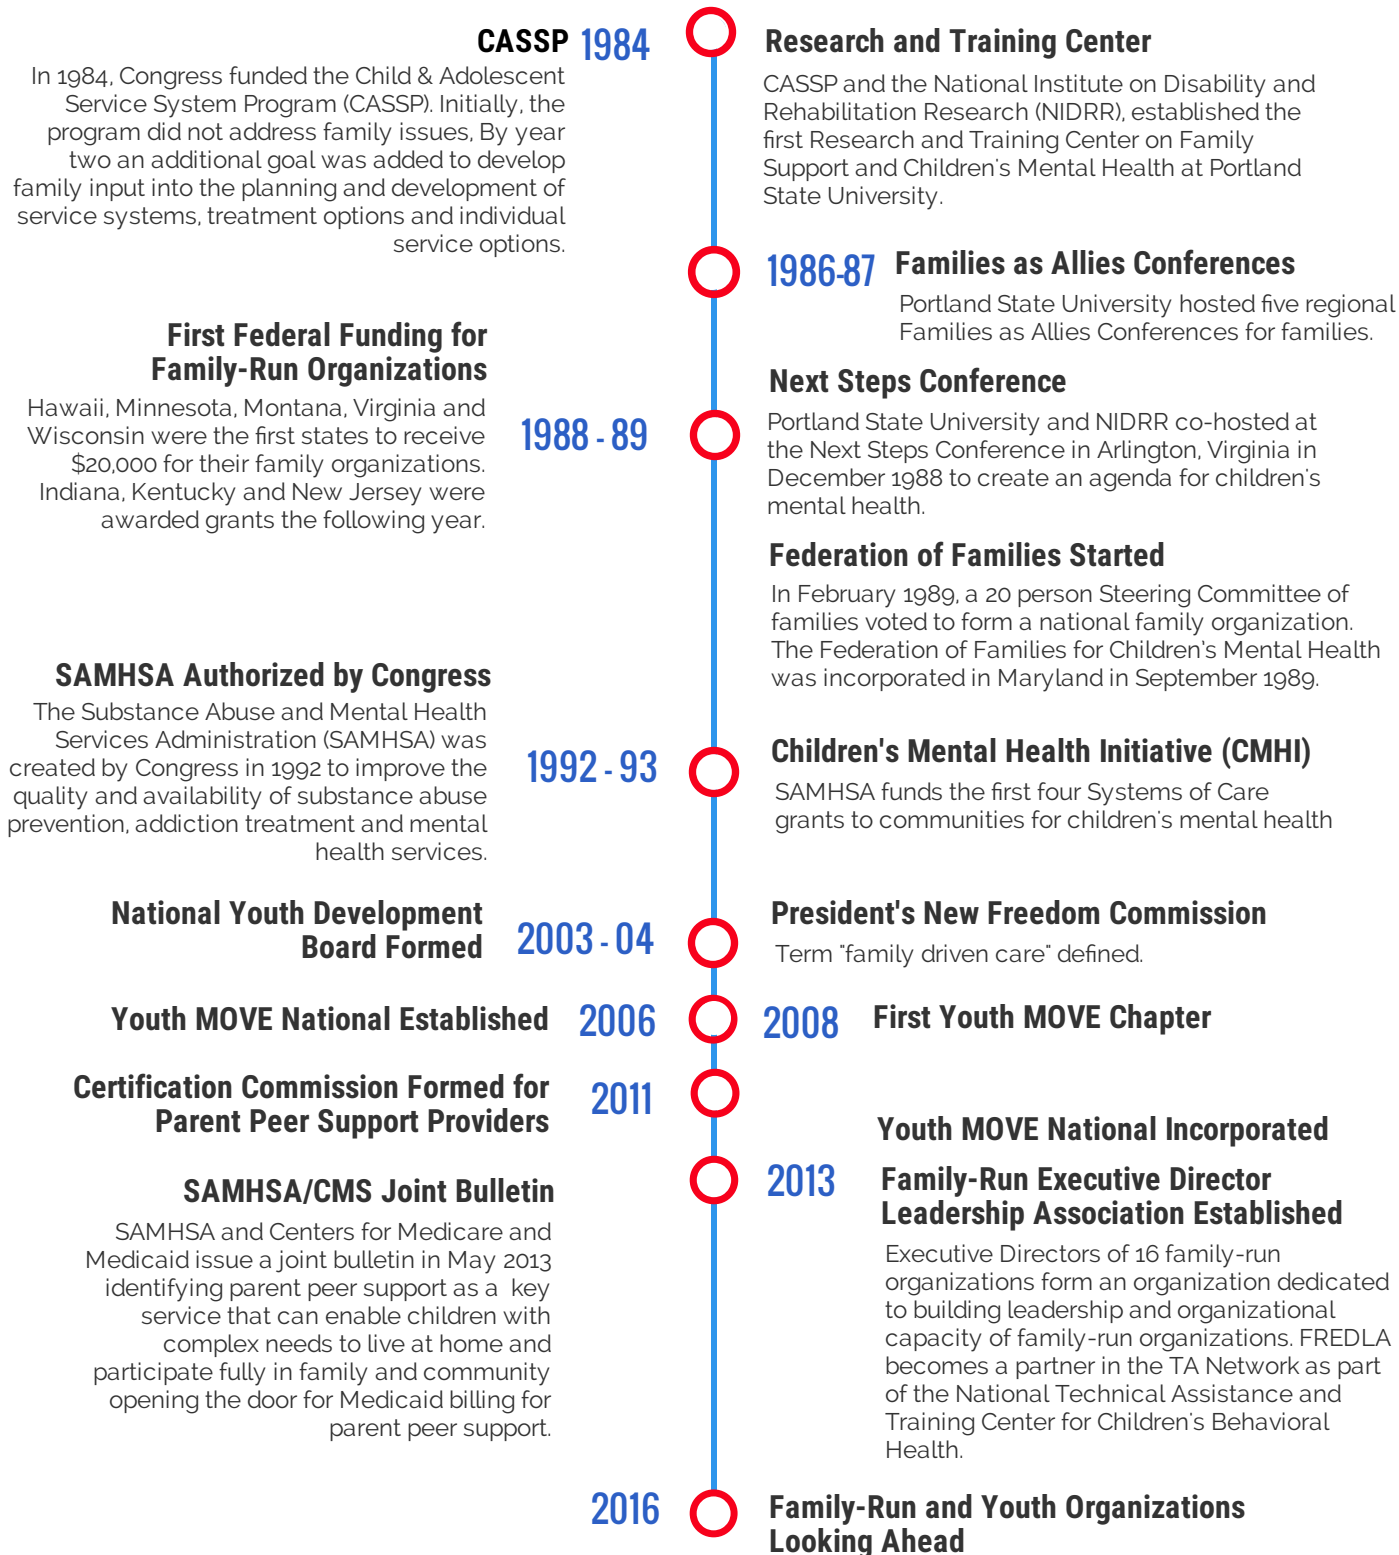 CASSP 1984
In 1984, Congress funded the Child & Adolescent
Service System Program (CASSP). Initially, the
program did not address family issues, By year
two an additional goal was added to develop
family input into the planning and development of
service systems, treatment options and individual
service options.
Research and Training Center
CASSP and the National Institute on Disability and
Rehabilitation Research (NIDRR), established the
first Research and Training Center on Family
Support and Children's Mental Health at Portland
State University.
1986-87 Families as Allies Conferences
Portland State University hosted five regional
Families as Allies Conferences for families.
First Federal Funding for
Family-Run Organizations
Hawaii, Minnesota, Montana, Virginia and
Wisconsin were the first states to receive
$20,000 for their family organizations.
Indiana, Kentucky and New Jersey were
awarded grants the following year.
1988 - 89
Next Steps Conference
Portland State University and NIDRR co-hosted at
the Next Steps Conference in Arlington, Virginia in
December 1988 to create an agenda for children's
mental health.
Federation of Families Started
In February 1989, a 20 person Steering Committee of
families voted to form a national family organization.
The Federation of Families for Children's Mental Health
was incorporated in Maryland in September 1989.
SAMHSA Authorized by Congress
The Substance Abuse and Mental Health
Services Administration (SAMHSA) was
created by Congress in 1992 to improve the
quality and availability of substance abuse
prevention, addiction treatment and mental
health services.
1992 - 93
Children's Mental Health Initiative (CMHI)
SAMHSA funds the first four Systems of Care
grants to communities for children's mental health
National Youth Development
Board Formed
2003 - 04
President's New Freedom Commission
Term "family driven care" defined.
Youth MOVE National Established 2006
2008 First Youth MOVE Chapter
Certification Commission Formed for
Parent Peer Support Providers
2011
Youth MOVE National Incorporated
SAMHSA/CMS Joint Bulletin
SAMHSA and Centers for Medicare and
Medicaid issue a joint bulletin in May 2013
identifying parent peer support as a key
service that can enable children with
complex needs to live at home and
participate fully in family and community
opening the door for Medicaid billing for
parent peer support.
2013
Family-Run Executive Director
Leadership Association Established
Executive Directors of 16 family-run
organizations form an organization dedicated
to building leadership and organizational
capacity of family-run organizations. FREDLA
becomes a partner in the TA Network as part
of the National Technical Assistance and
Training Center for Children's Behavioral
Health.
2016
Family-Run and Youth Organizations
Looking Ahead